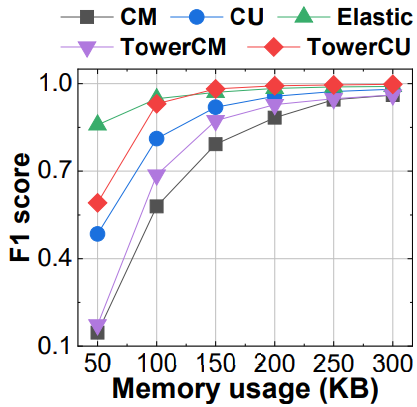 CM CU Elastic
TowerCM TowerCU
1.0
0.7
0.4
0.1
F1 score
50 100 150 200 250 300
Memory usage (KB)